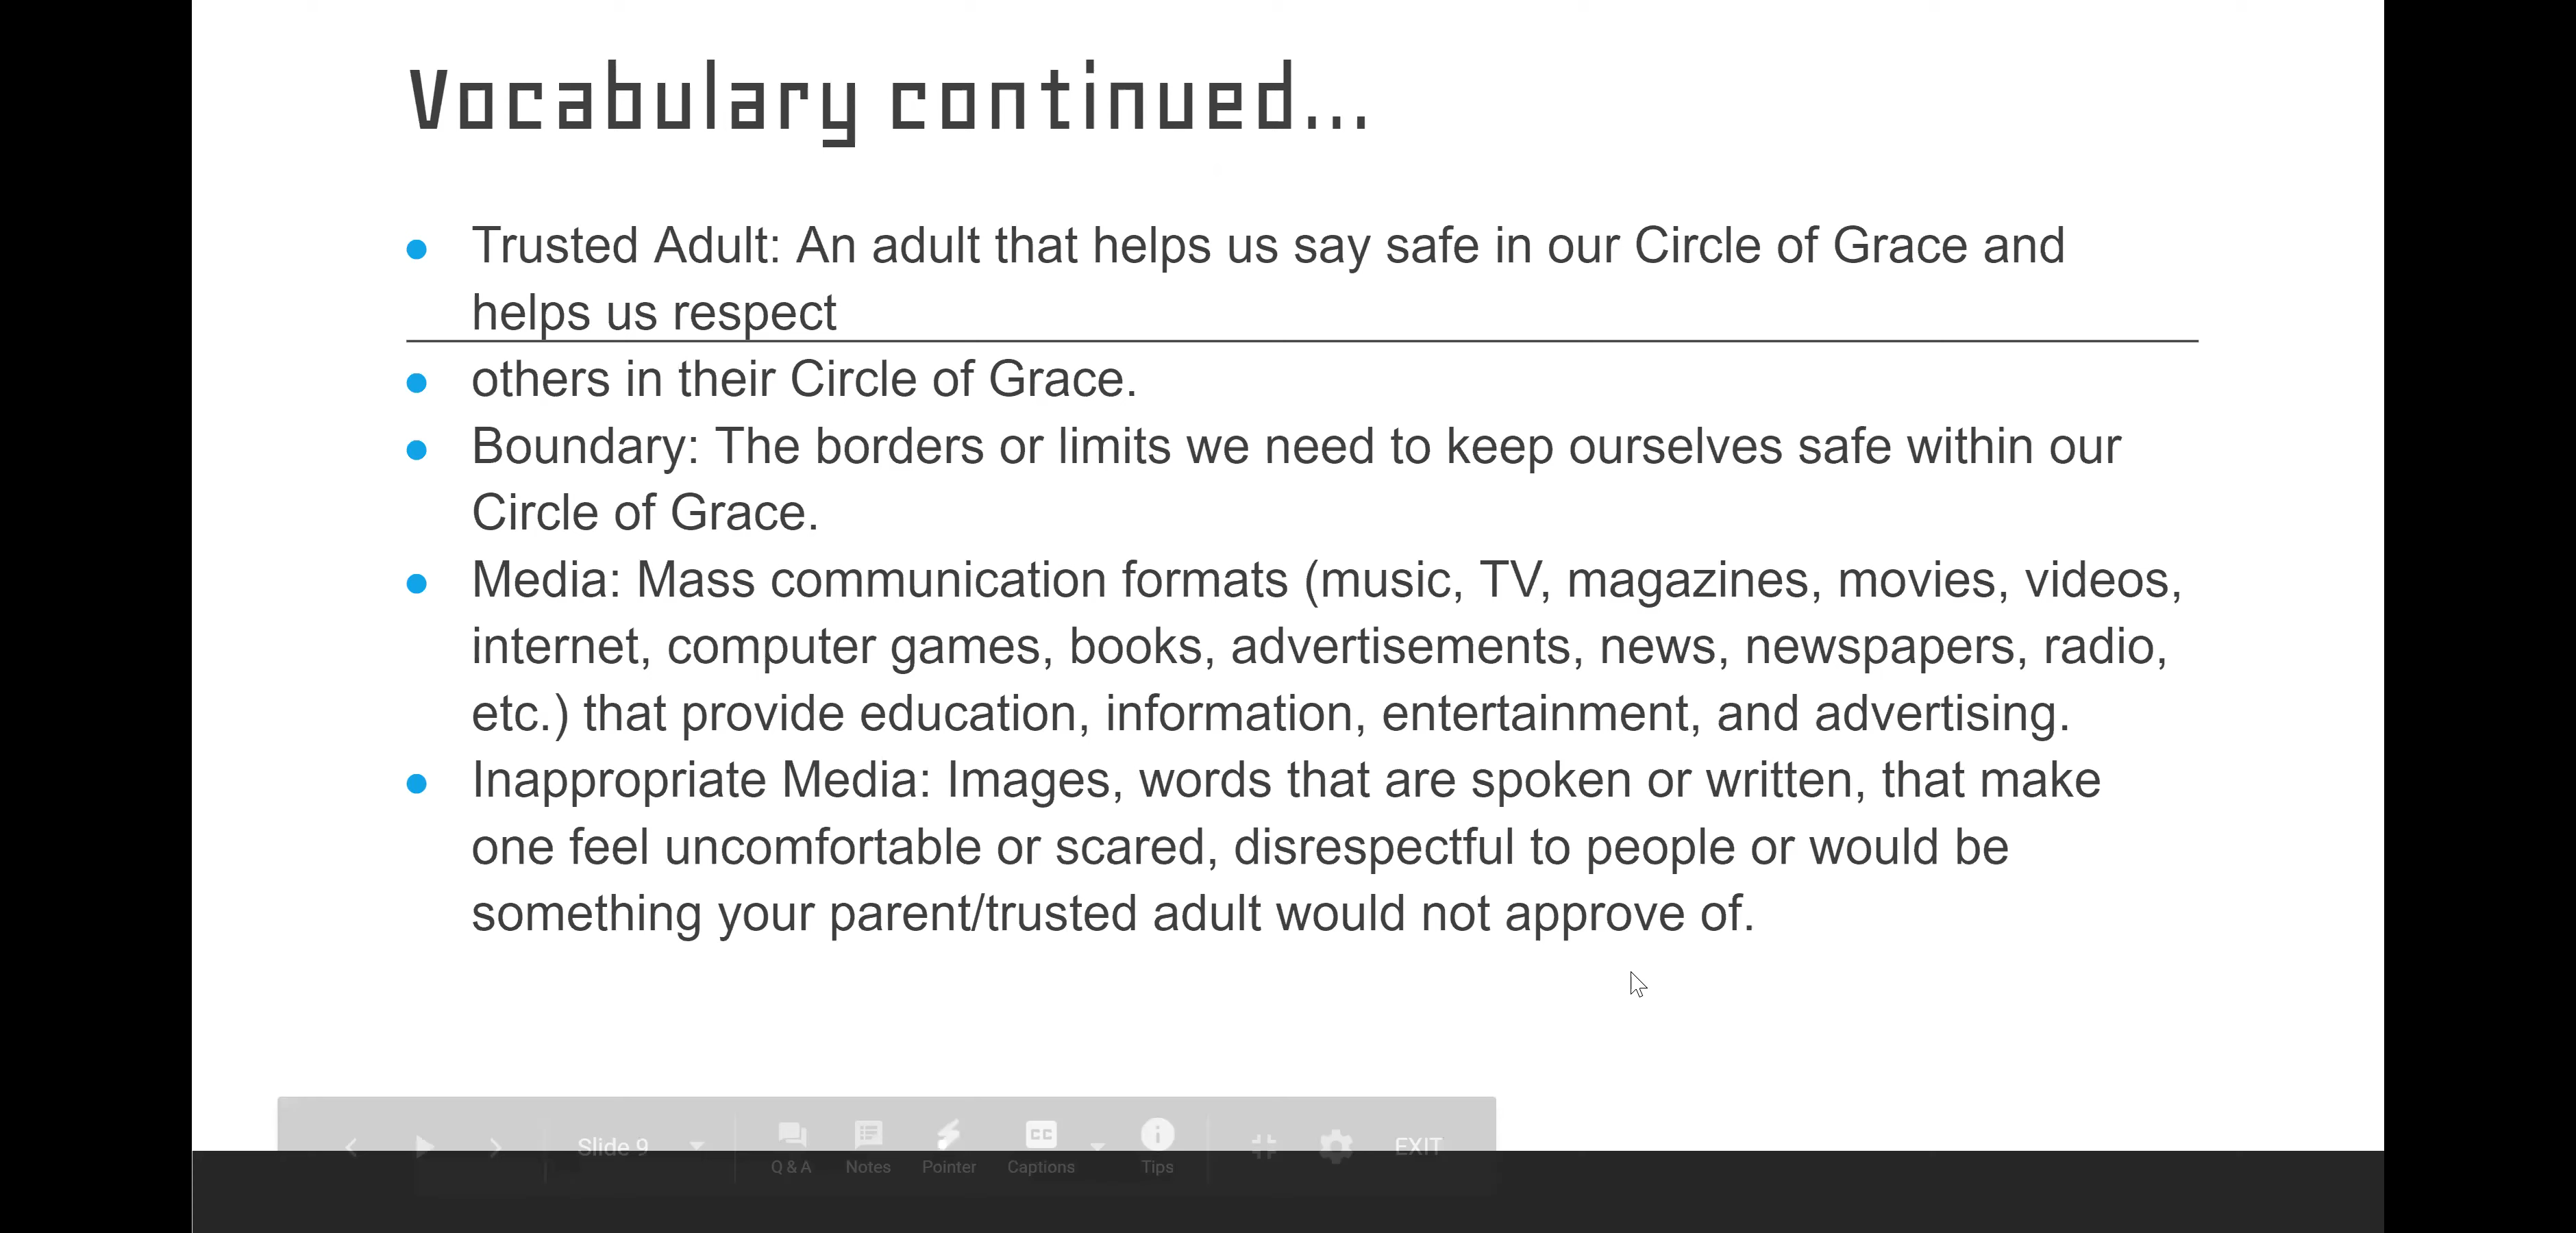 Vocabulary continued...
Trusted Adult: An adult that helps us say safe in our Circle of Grace and
helps us respect
others in their Circle of Grace.
Boundary: The borders or limits we need to keep ourselves safe within our
Circle of Grace.
Media: Mass communication formats (music, TV, magazines, movies, videos,
internet, computer games, books, advertisements, news, newspapers, radio,
etc.) that provide education, information, entertainment, and advertising.
Inappropriate Media: Images, words that are spoken or written, that make
one feel uncomfortable or scared, disrespectful to people or would be
something your parent/trusted adult would not approve of.
Slide 9
CC
EXIT
Q & A Notes Pointer Captions Tips